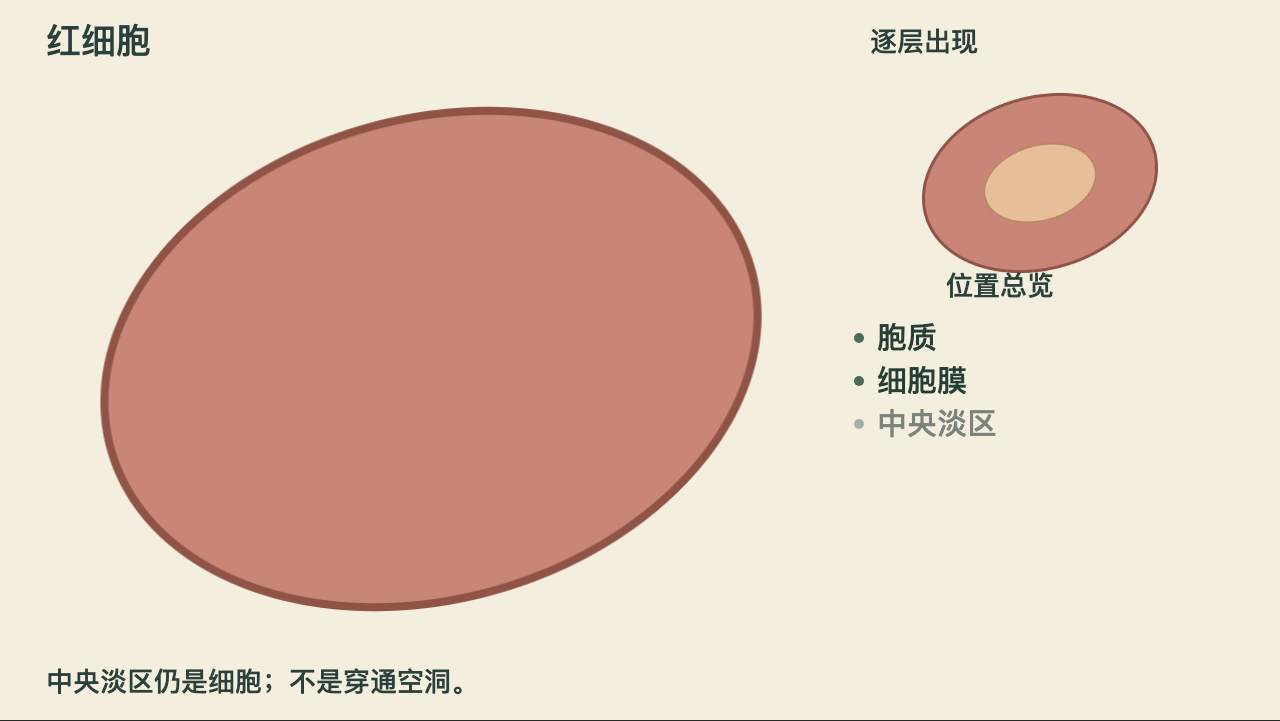 红细胞
逐层出现
位置总览
胞质
细胞膜
中央淡区
中央淡区仍是细胞；不是穿通空洞。